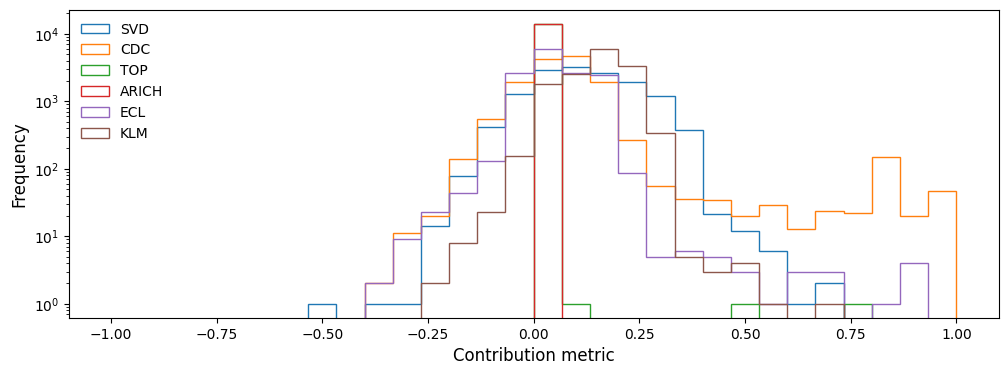 SVD
CDC
TOP
ARICH
ECL
KLM
Frequency
10⁴
10³
10²
10¹
10⁰
−1.00 −0.75 −0.50 −0.25 0.00 0.25 0.50 0.75 1.00
Contribution metric